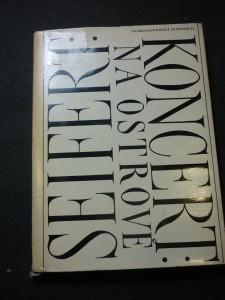 SEIFERT:
KONCERT:
NA OSTROVĚ